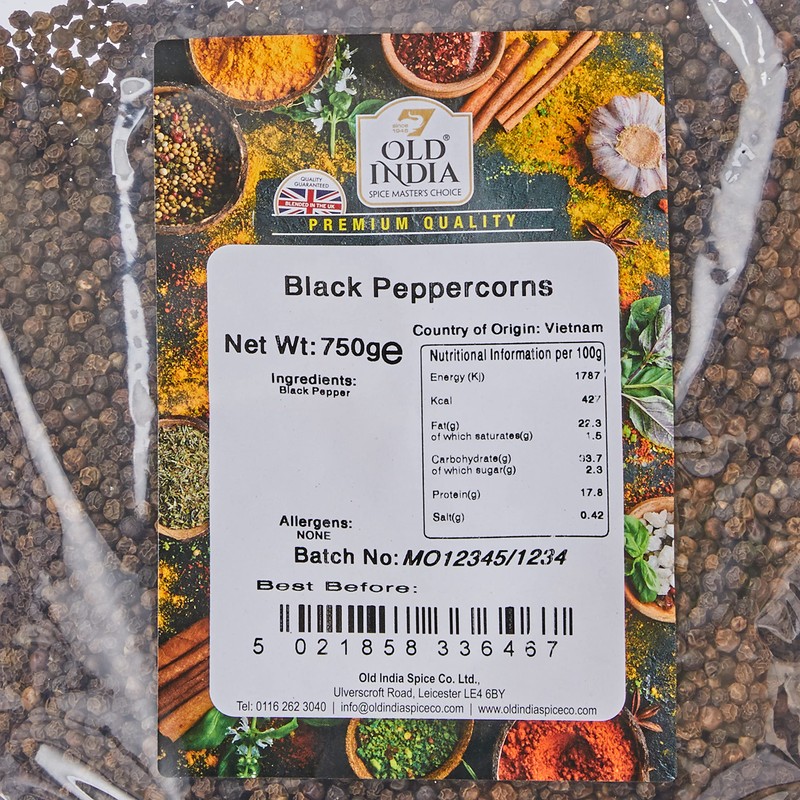 SINCE
1945
OLD
INDIA®
SPICE MASTER'S CHOICE
QUALITY
GUARANTEED
BLENDED IN THE UK
PREMIUM QUALITY
Black Peppercorns
Country of Origin: Vietnam
Net Wt: 750g e
Nutritional Information per 100g
Ingredients:
Black Pepper
Energy (Kj) 1787
Kcal
Fat(g) 22.3
of which saturates(g) 1.5
Carbohydrate(g)
of which sugar(g) 2.3
Protein(g) 17.8
Salt(g) 0.42
Allergens:
NONE
Batch No: MO12345/1234
Best Before:
5 021858 336467
Old India Spice Co. Ltd.,
Ulverscroft Road, Leicester LE4 6BY
Tel: 0116 262 3040 | info@oldindiaspiceco.com | www.oldindiaspiceco.com